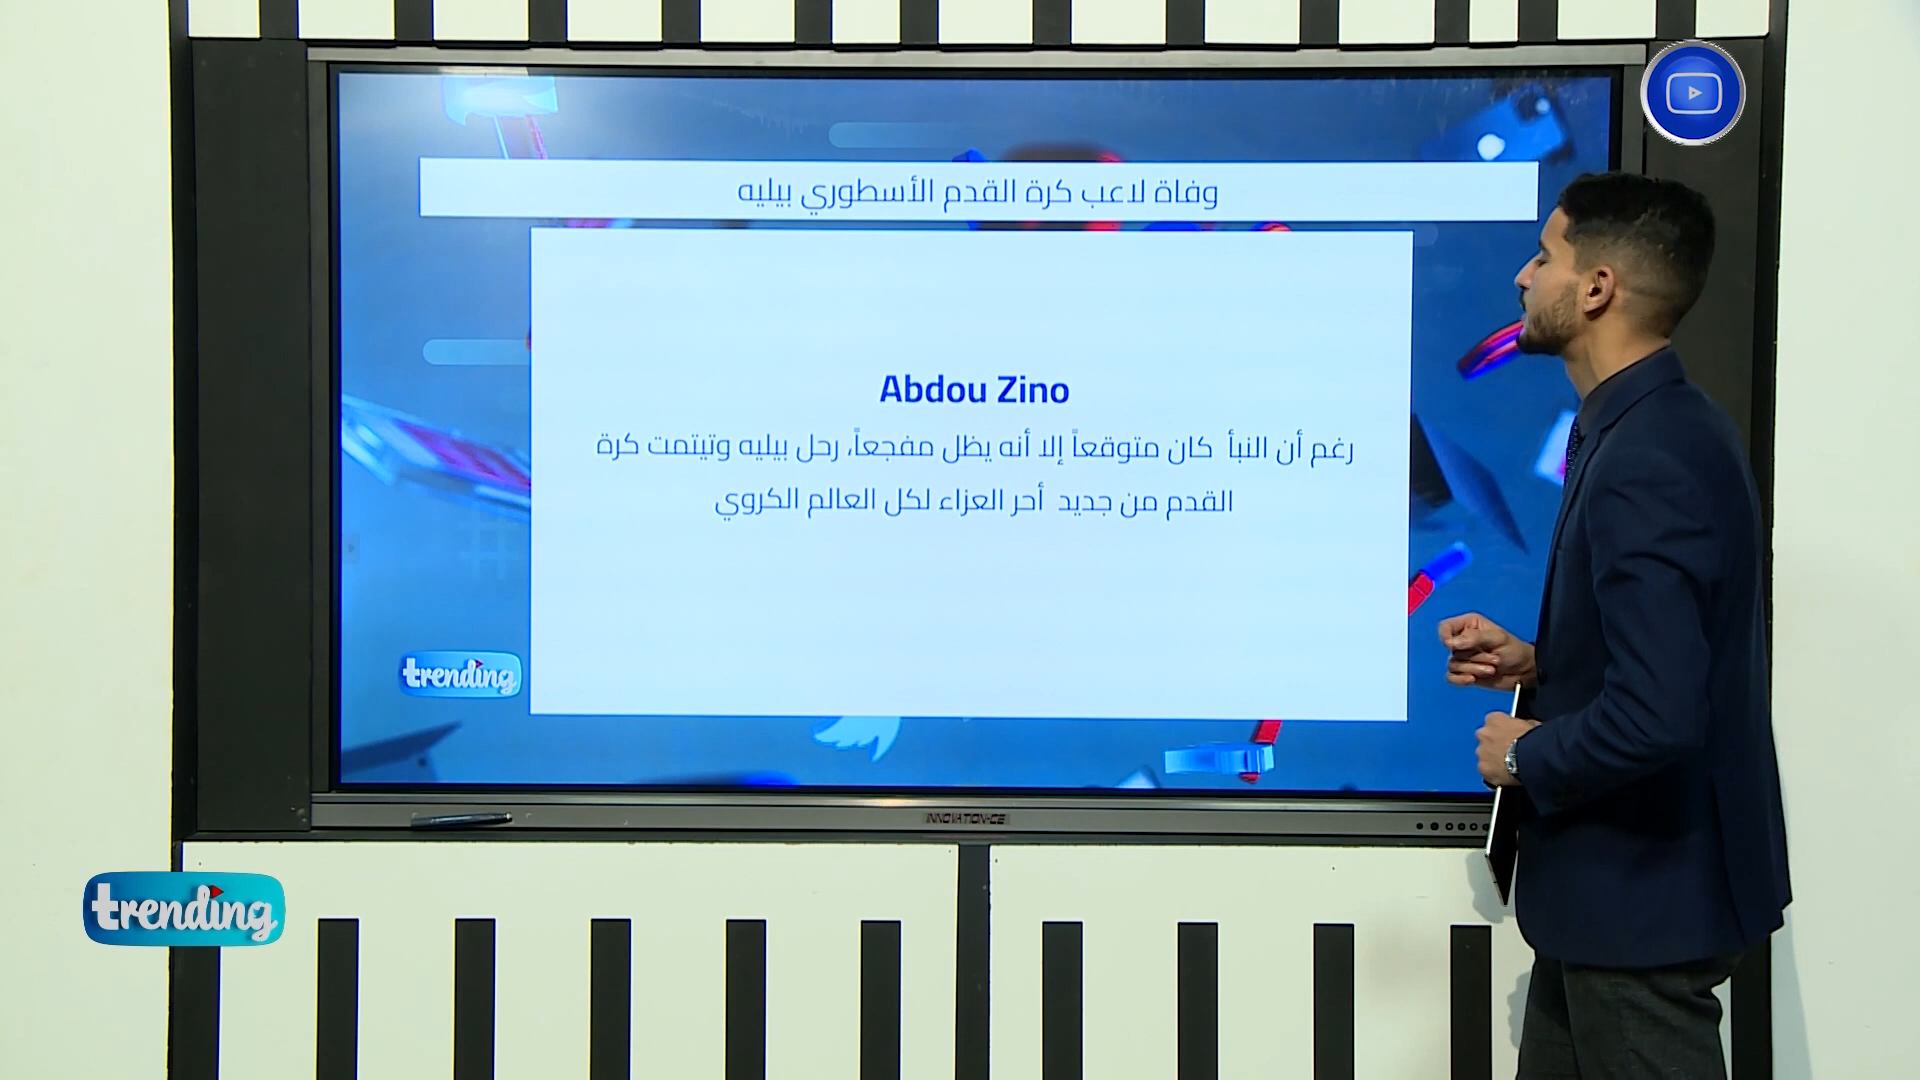 وفاة لاعب كرة القدم الأسطوري بيليه
Abdou Zino
رغم أن النبأ كان متوقعاً إلا أنه يظل مفجعاً، رحل بيليه وتيتمت كرة
القدم من جديد أحر العزاء لكل العالم الكروي
trending
INNOVATION-CE
trending